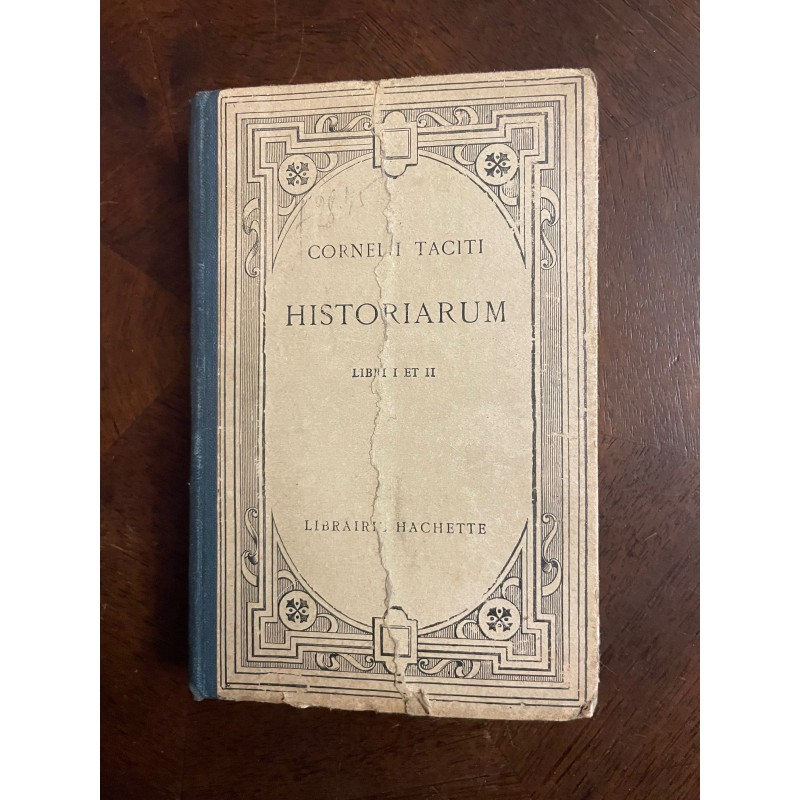 CORNELII TACITI
HISTORIARUM
LIBRI I ET II
LIBRAIRIE HACHETTE